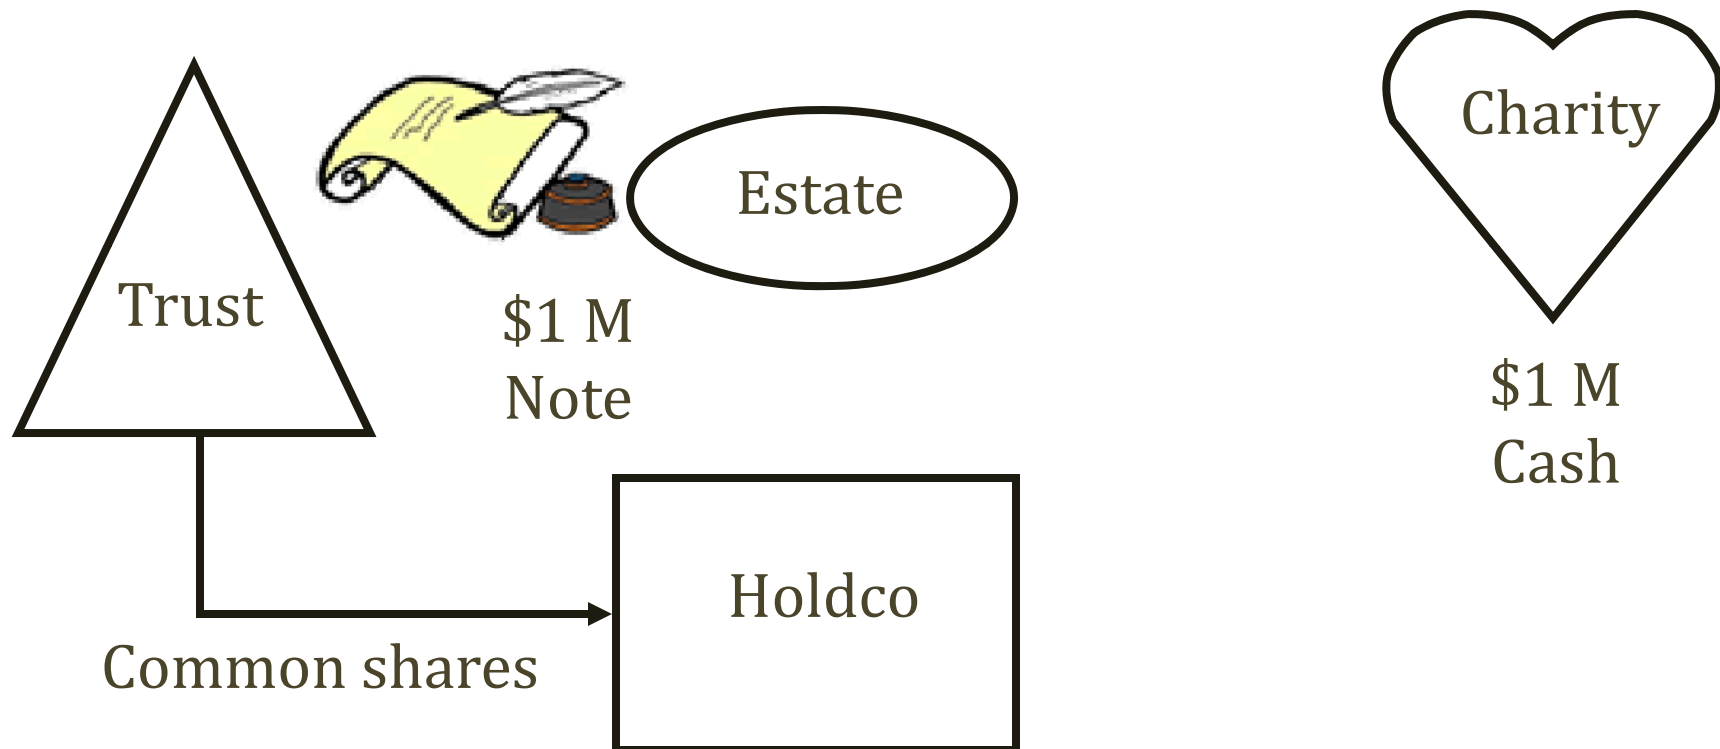 Trust
Estate
$1 M
Note
Charity
$1 M
Cash
Holdco
Common shares